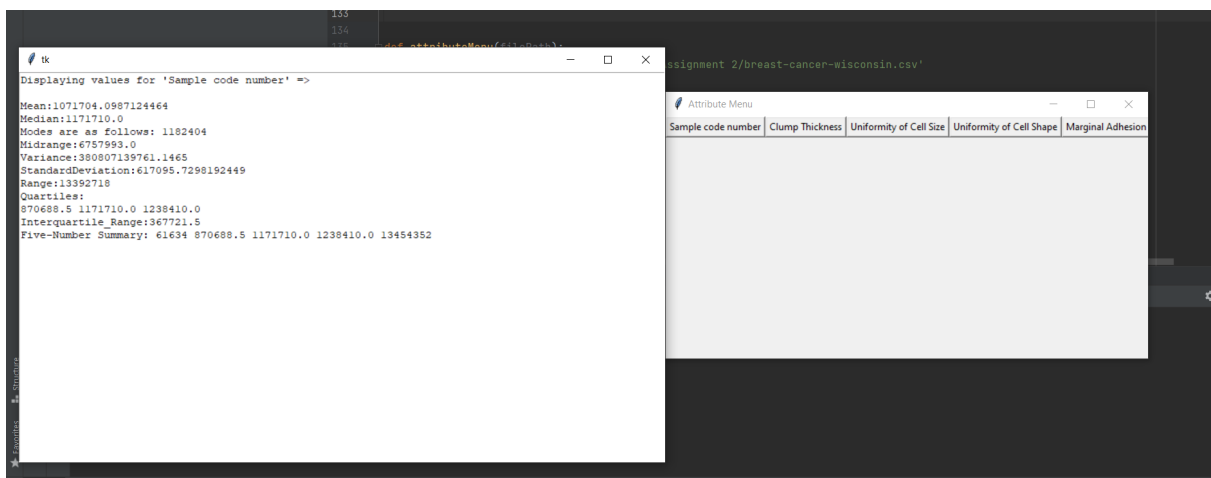 133
134
135 def attributeMenu(filePath):
ssignment 2/breast-cancer-wisconsin.csv'
tk
Displaying values for 'Sample code number' =>
Mean:1071704.0987124464
Median:1171710.0
Modes are as follows: 1182404
Midrange:6757993.0
Variance:380807139761.1465
StandardDeviation:617095.7298192449
Range:13392718
Quartiles:
870688.5 1171710.0 1238410.0
Interquartile_Range:367721.5
Five-Number Summary: 61634 870688.5 1171710.0 1238410.0 13454352
Attribute Menu
Sample code number Clump Thickness Uniformity of Cell Size Uniformity of Cell Shape Marginal Adhesion
Structure
Favorites